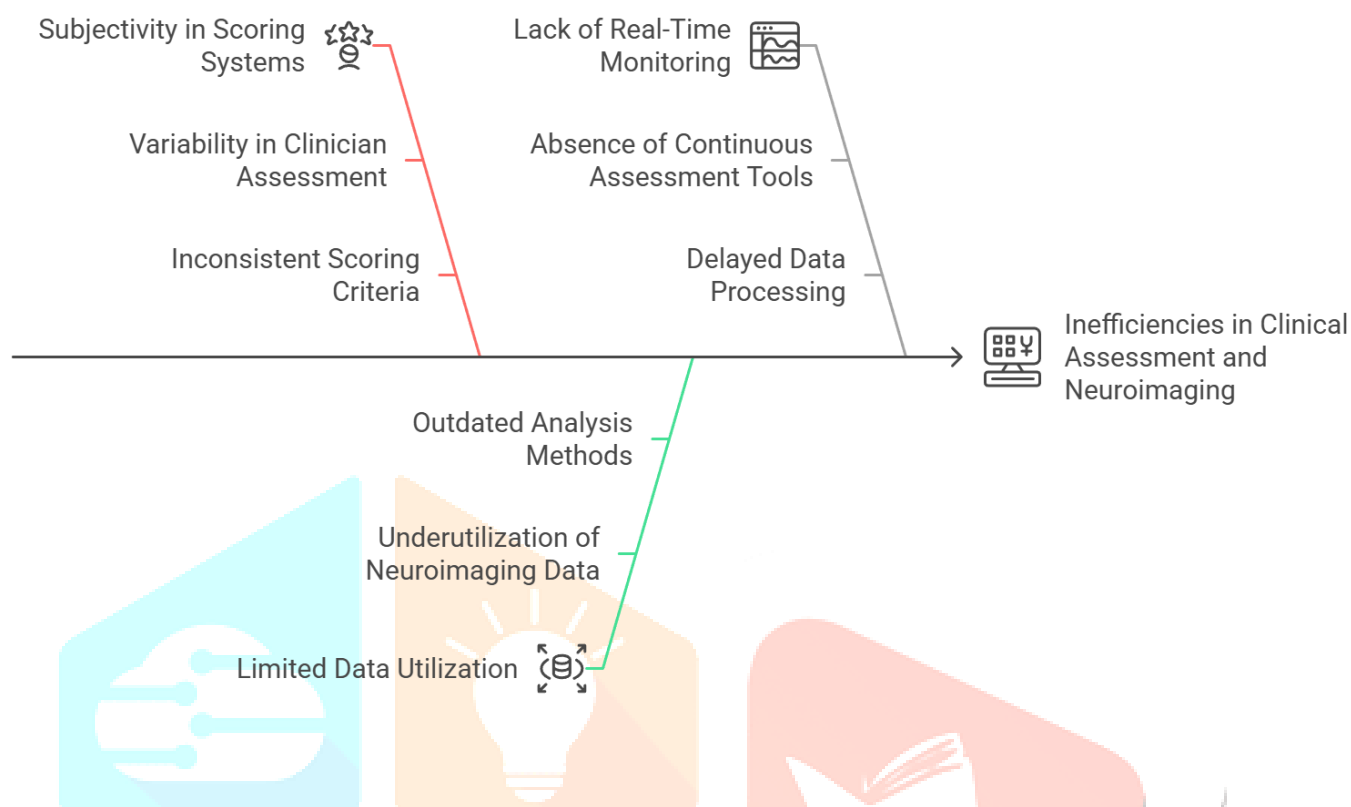 Subjectivity in Scoring
Systems
Lack of Real-Time
Monitoring
Variability in Clinician
Assessment
Absence of Continuous
Assessment Tools
Inconsistent Scoring
Criteria
Delayed Data
Processing
Inefficiencies in Clinical
Assessment and
Neuroimaging
Outdated Analysis
Methods
Underutilization of
Neuroimaging Data
Limited Data Utilization